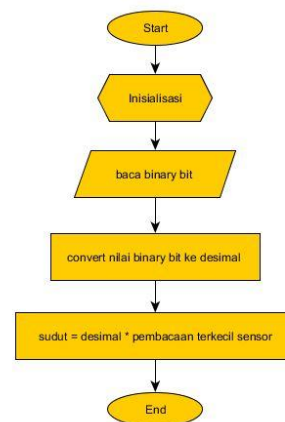 Start
Inisialisasi
baca binary bit
convert nilai binary bit ke desimal
sudut = desimal * pembacaan terkecil sensor
End